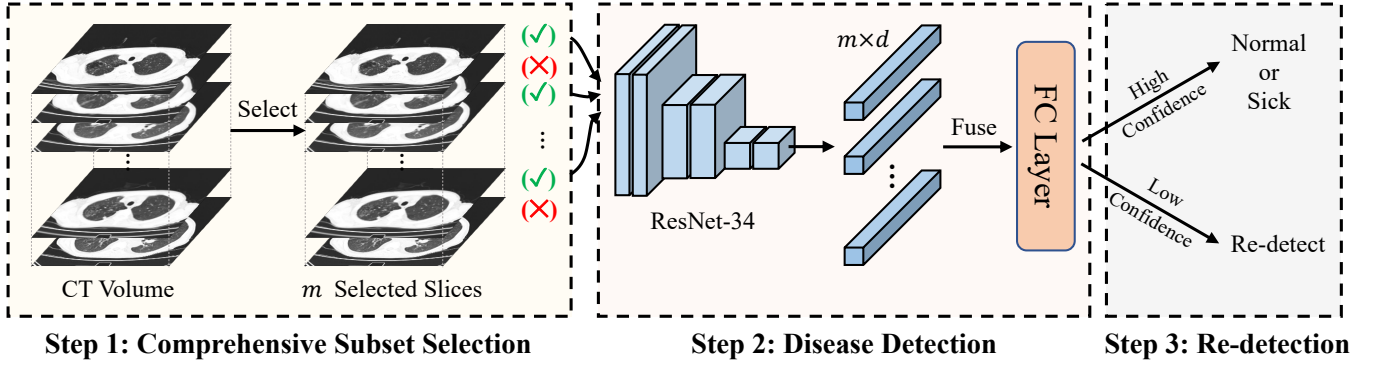 Select
CT Volume
m Selected Slices
(✓)
(✕)
(✓)
(✓)
(✕)
ResNet-34
m×d
Fuse
FC Layer
High
Confidence
Low
Confidence
Normal
or
Sick
Re-detect
Step 1: Comprehensive Subset Selection
Step 2: Disease Detection
Step 3: Re-detection